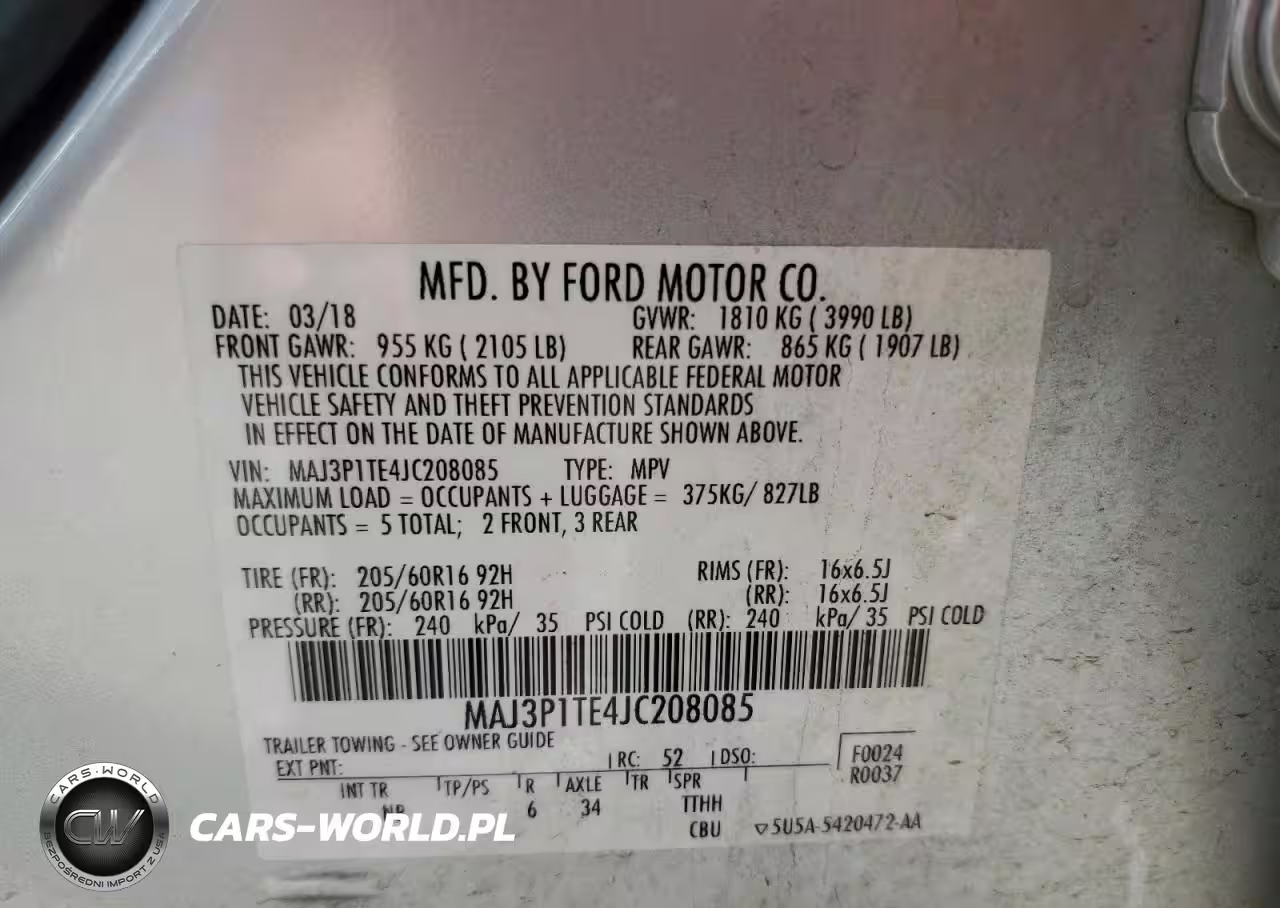 MFD. BY FORD MOTOR CO.
DATE: 03/18 GVWR: 1810 KG ( 3990 LB)
FRONT GAWR: 955 KG ( 2105 LB) REAR GAWR: 865 KG ( 1907 LB)
THIS VEHICLE CONFORMS TO ALL APPLICABLE FEDERAL MOTOR
VEHICLE SAFETY AND THEFT PREVENTION STANDARDS
IN EFFECT ON THE DATE OF MANUFACTURE SHOWN ABOVE.
VIN: MAJ3P1TE4JC208085 TYPE: MPV
MAXIMUM LOAD = OCCUPANTS + LUGGAGE = 375KG/ 827LB
OCCUPANTS = 5 TOTAL; 2 FRONT, 3 REAR
TIRE (FR): 205/60R16 92H RIMS (FR): 16x6.5J
(RR): 205/60R16 92H (RR): 16x6.5J
PRESSURE (FR): 240 kPa/ 35 PSI COLD (RR): 240 kPa/ 35 PSI COLD
MAJ3P1TE4JC208085
TRAILER TOWING - SEE OWNER GUIDE
EXT PNT: RC: 52 DSO: F0024
R0037
INT TR TP/PS R AXLE TR SPR
6 34 TTHH
CBU 5U5A-5420472-AA
CARS-WORLD
CW
BEZPOŚREDNI IMPORT Z USA
CARS-WORLD.PL